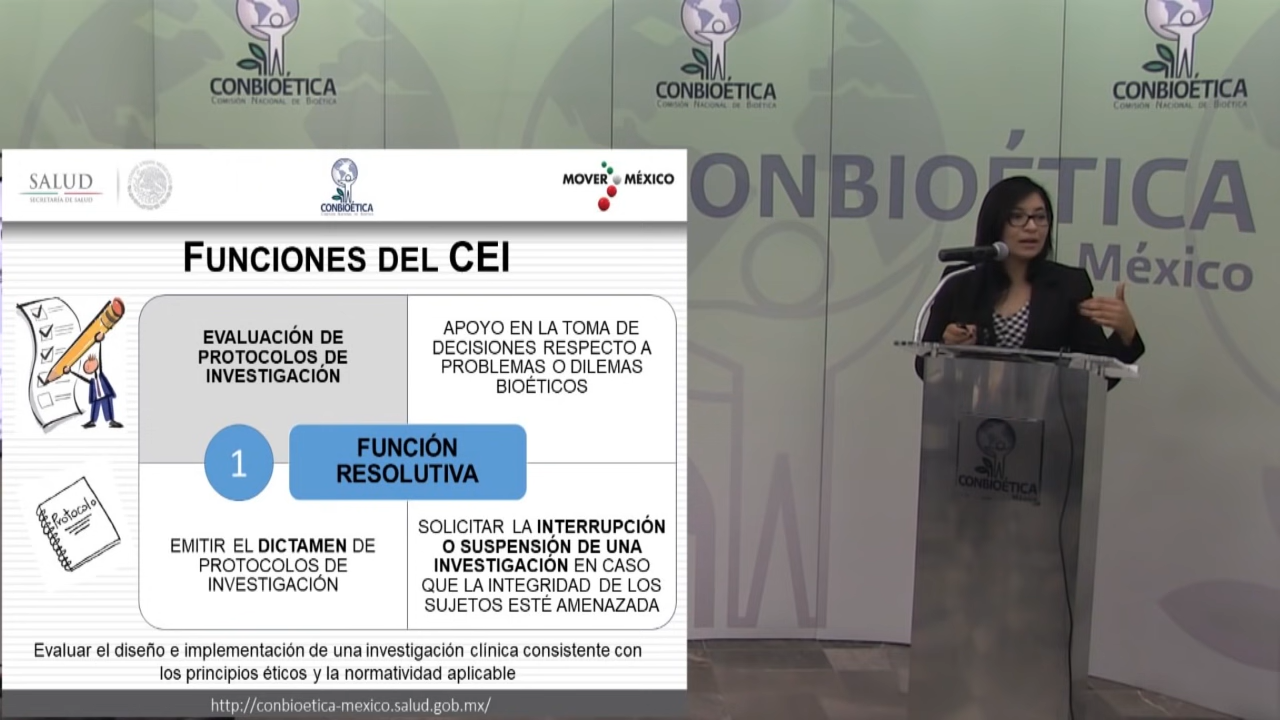 CONBIOÉTICA
COMISIÓN NACIONAL DE BIOÉTICA
CONBIOÉTICA
COMISIÓN NACIONAL DE BIOÉTICA
CONBIOÉTICA
COMISIÓN NACIONAL DE BIOÉTICA
ONBIOÉTICA
México
SALUD
SECRETARÍA DE SALUD
CONBIOÉTICA
MOVER MÉXICO
FUNCIONES DEL CEI
EVALUACIÓN DE
PROTOCOLOS DE
INVESTIGACIÓN
APOYO EN LA TOMA DE
DECISIONES RESPECTO A
PROBLEMAS O DILEMAS
BIOÉTICOS
1
FUNCIÓN
RESOLUTIVA
Protocolo
EMITIR EL DICTAMEN DE
PROTOCOLOS DE
INVESTIGACIÓN
SOLICITAR LA INTERRUPCIÓN
O SUSPENSIÓN DE UNA
INVESTIGACIÓN EN CASO
QUE LA INTEGRIDAD DE LOS
SUJETOS ESTÉ AMENAZADA
Evaluar el diseño e implementación de una investigación clínica consistente con
los principios éticos y la normatividad aplicable
http://conbioetica-mexico.salud.gob.mx/
CONBIOÉTICA